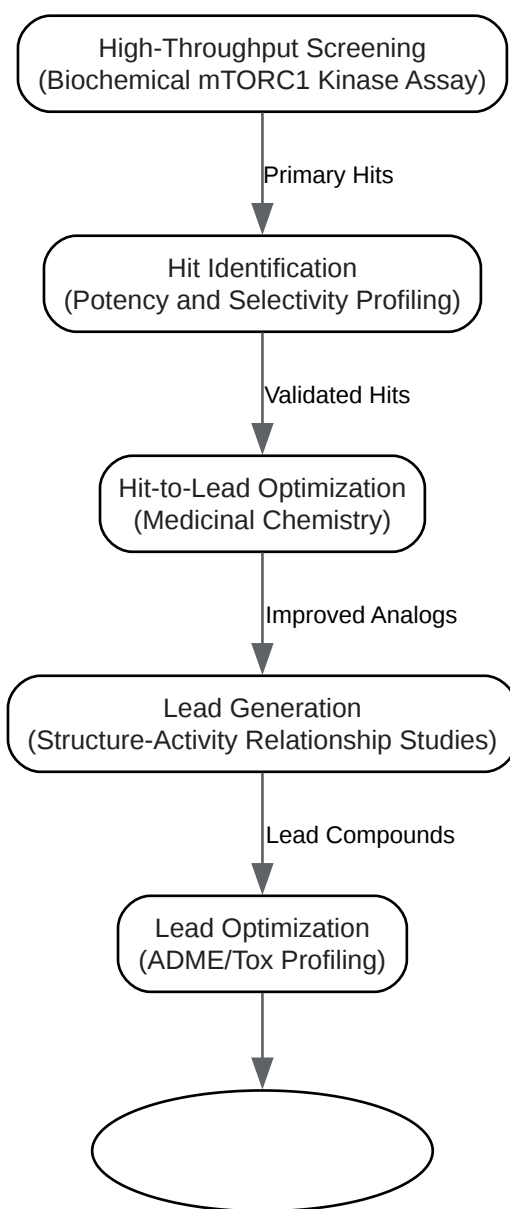 High-Throughput Screening
(Biochemical mTORC1 Kinase Assay)
Primary Hits
Hit Identification
(Potency and Selectivity Profiling)
Validated Hits
Hit-to-Lead Optimization
(Medicinal Chemistry)
Improved Analogs
Lead Generation
(Structure-Activity Relationship Studies)
Lead Compounds
Lead Optimization
(ADME/Tox Profiling)